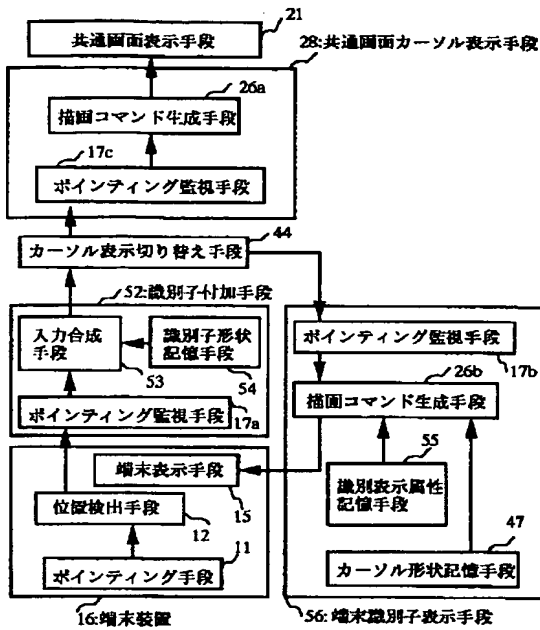 21
共通画面表示手段
28:共通画面カーソル表示手段
26a
描画コマンド生成手段
17c
ポインティング監視手段
44
カーソル表示切り替え手段
52:識別子付加手段
入力合成
手段
識別子形状
記憶手段
53
54
ポインティング監視手段
17a
ポインティング監視手段
17b
26b
描画コマンド生成手段
55
識別表示属性
記憶手段
47
カーソル形状記憶手段
56:端末識別子表示手段
端末表示手段
15
位置検出手段
12
11
ポインティング手段
16:端末装置